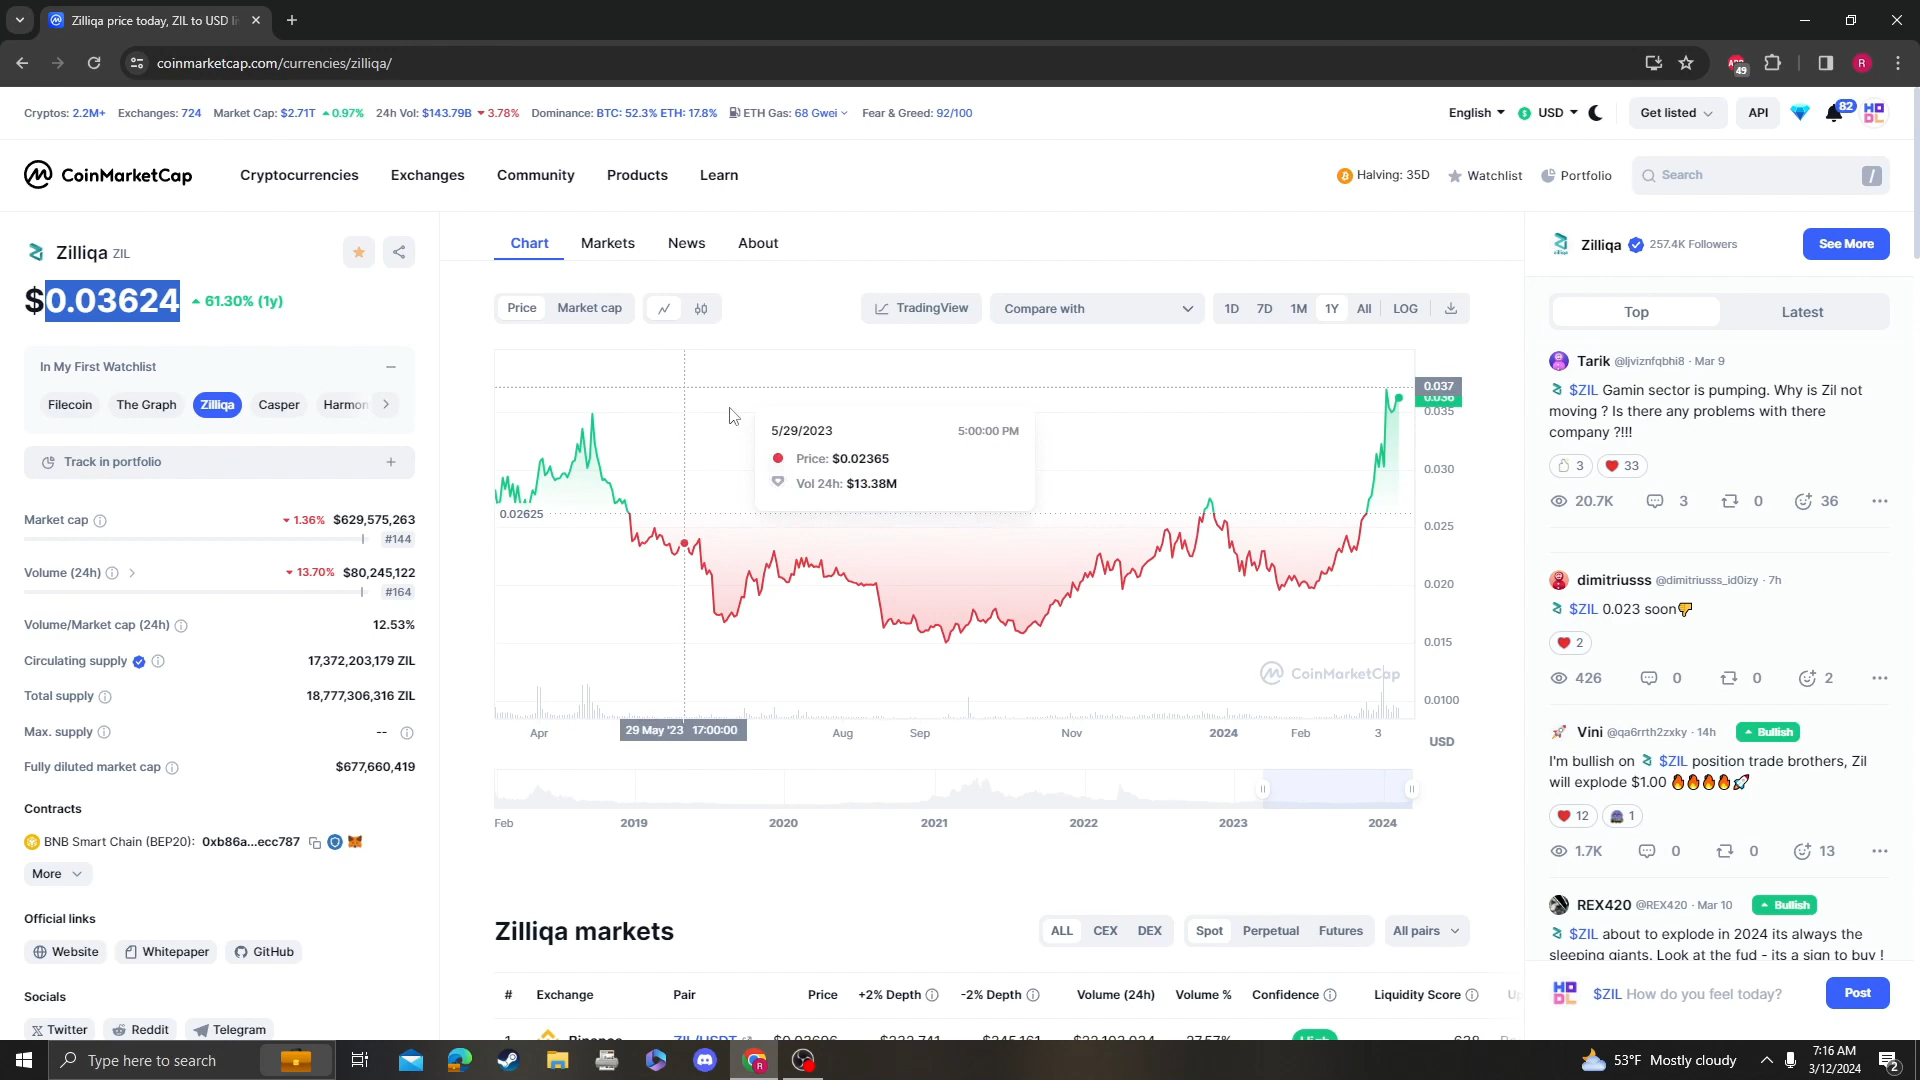 Zilliqa price today, ZIL to USD li
coinmarketcap.com/currencies/zilliqa/
49
R
Cryptos: 2.2M+ Exchanges: 724 Market Cap: $2.71T 0.97% 24h Vol: $143.79B 3.78% Dominance: BTC: 52.3% ETH: 17.8% ETH Gas: 68 Gwei Fear & Greed: 92/100
English USD Get listed API 82
CoinMarketCap
Cryptocurrencies Exchanges Community Products Learn
Halving: 35D Watchlist Portfolio Search /
Zilliqa ZIL
$0.03624 61.30% (1y)
In My First Watchlist
Filecoin The Graph Zilliqa Casper Harmon
Track in portfolio +
Market cap 1.36% $629,575,263
#144
Volume (24h) 13.70% $80,245,122
#164
Volume/Market cap (24h) 12.53%
Circulating supply 17,372,203,179 ZIL
Total supply 18,777,306,316 ZIL
Max. supply --
Fully diluted market cap $677,660,419
Contracts
BNB Smart Chain (BEP20): 0xb86a...ecc787
More
Official links
Website Whitepaper GitHub
Socials
Twitter Reddit Telegram
Chart Markets News About
Price Market cap TradingView Compare with 1D 7D 1M 1Y All LOG
0.037
0.036
0.035
0.030
0.025
0.020
0.015
0.0100
0.02625
5/29/2023 5:00:00 PM
Price: $0.02365
Vol 24h: $13.38M
CoinMarketCap
Apr 29 May '23 17:00:00 Aug Sep Nov 2024 Feb 3
USD
Feb 2019 2020 2021 2022 2023 2024
Zilliqa markets
ALL CEX DEX Spot Perpetual Futures All pairs
# Exchange Pair Price +2% Depth -2% Depth Volume (24h) Volume % Confidence Liquidity Score
Zilliqa 257.4K Followers See More
Top Latest
Tarik @ljviznfqbhi8 · Mar 9
$ZIL Gamin sector is pumping. Why is Zil not
moving ? Is there any problems with there
company ?!!!
3 33
20.7K 3 0 36
dimitriusss @dimitriusss_id0izy · 7h
$ZIL 0.023 soon
2
426 0 0 2
Vini @qa6rrth2zxky · 14h Bullish
I'm bullish on $ZIL position trade brothers, Zil
will explode $1.00
12 1
1.7K 0 0 13
REX420 @REX420 · Mar 10 Bullish
$ZIL about to explode in 2024 its always the
sleeping giants. Look at the fud - its a sign to buy !
HODL $ZIL How do you feel today? Post
Type here to search
53°F Mostly cloudy
7:16 AM
3/12/2024
2